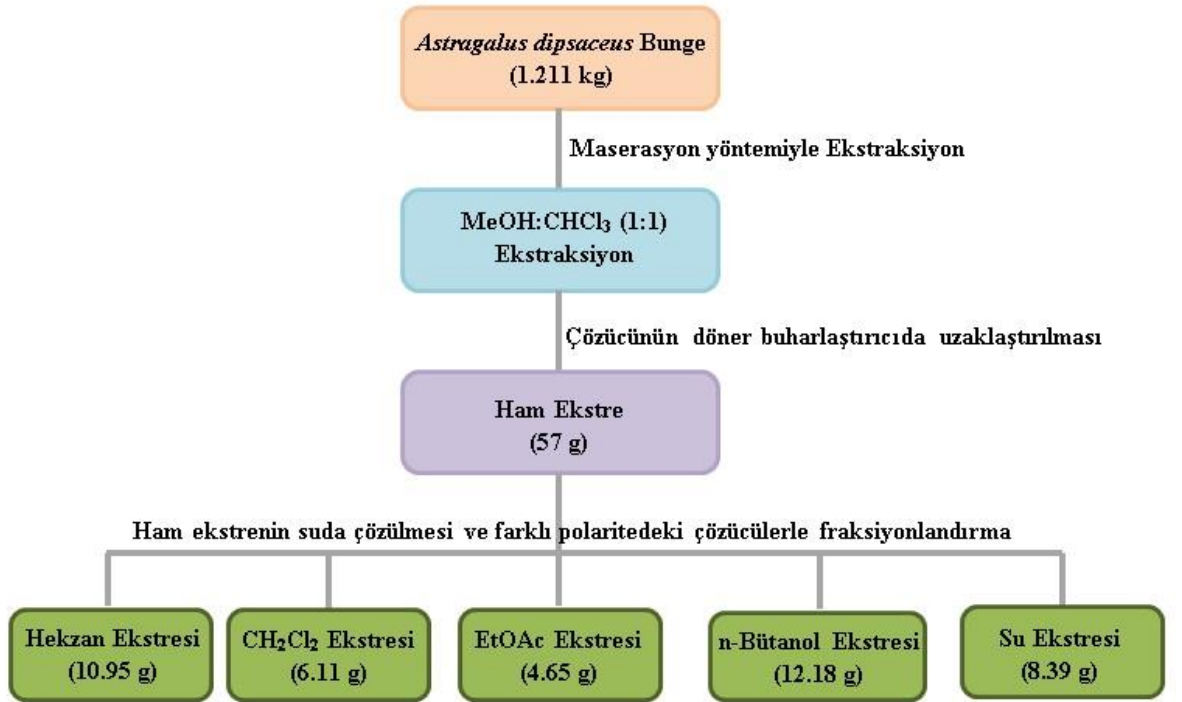 Astragalus dipsaceus Bunge
(1.211 kg)
Maserasyon yöntemiyle Ekstraksiyon
MeOH:CHCl₃ (1:1)
Ekstraksiyon
Çözücünün döner buharlaştırıcıda uzaklaştırılması
Ham Ekstre
(57 g)
Ham ekstrenin suda çözülmesi ve farklı polaritedeki çözücülerle fraksiyonlandırma
Hekzan Ekstresi
(10.95 g)
CH₂Cl₂ Ekstresi
(6.11 g)
EtOAc Ekstresi
(4.65 g)
n-Bütanol Ekstresi
(12.18 g)
Su Ekstresi
(8.39 g)